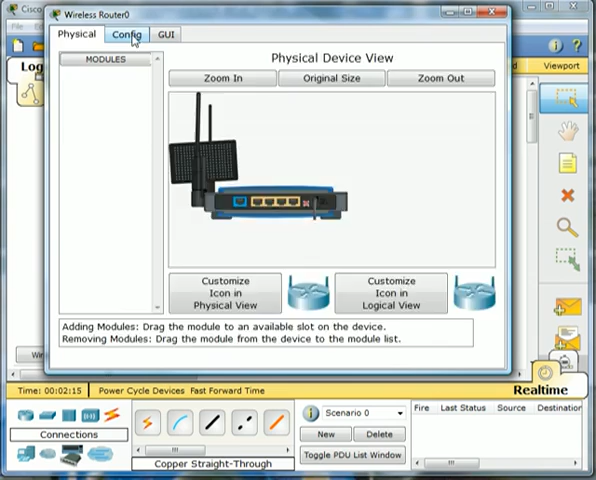 Cisco
Wireless Router0
Physical
Config
GUI
MODULES
Physical Device View
Zoom In
Original Size
Zoom Out
Customize
Icon in
Physical View
Customize
Icon in
Logical View
Adding Modules: Drag the module to an available slot on the device.
Removing Modules: Drag the module from the device to the module list.
Log
d
Viewport
Wi
Time: 00:02:15
Power Cycle Devices
Fast Forward Time
Realtime
Connections
Copper Straight-Through
Scenario 0
New
Delete
Toggle PDU List Window
Fire
Last Status
Source
Destination